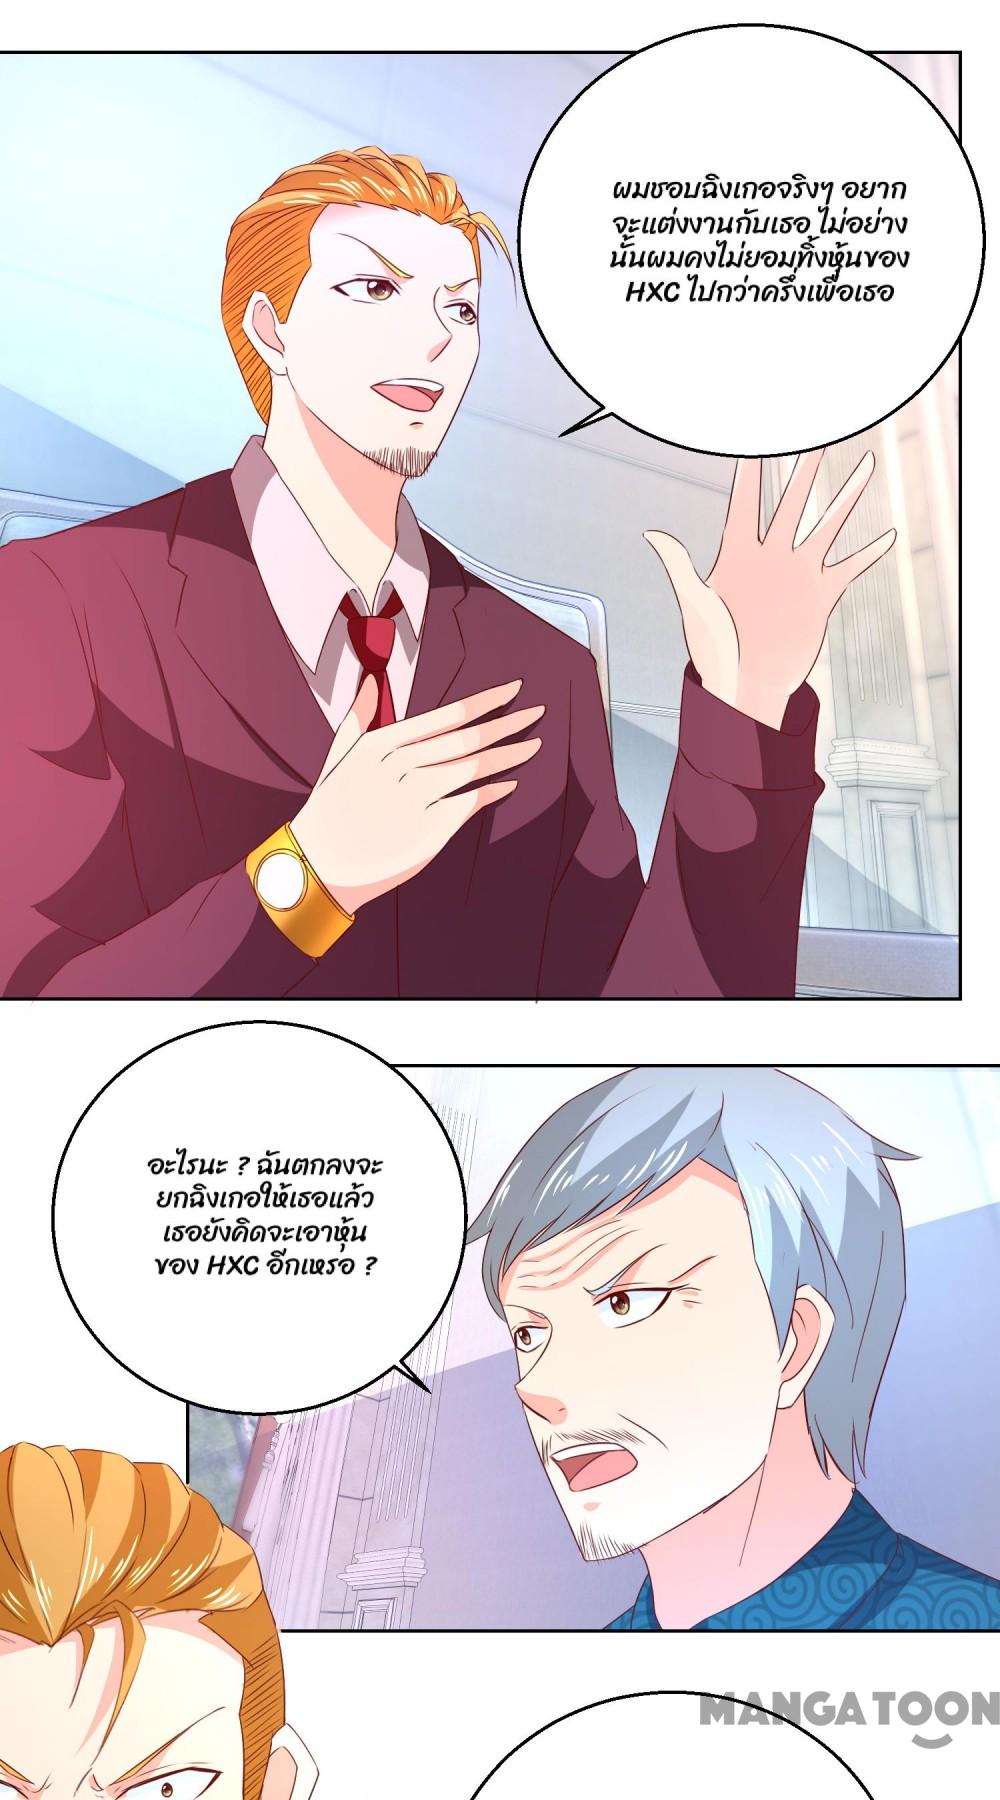 ผมชอบฉิงเกอจริงๆ อยาก
จะแต่งงานกับเธอ ไม่อย่าง
นั้นผมคงไม่ยอมทิ้งหุ้นของ
HXC ไปกว่าครึ่งเพื่อเธอ
อะไรนะ ? ฉันตกลงจะ
ยกฉิงเกอให้เธอแล้ว
เธอยังคิดจะเอาหุ้น
ของ HXC อีกเหรอ ?
MANGATOON